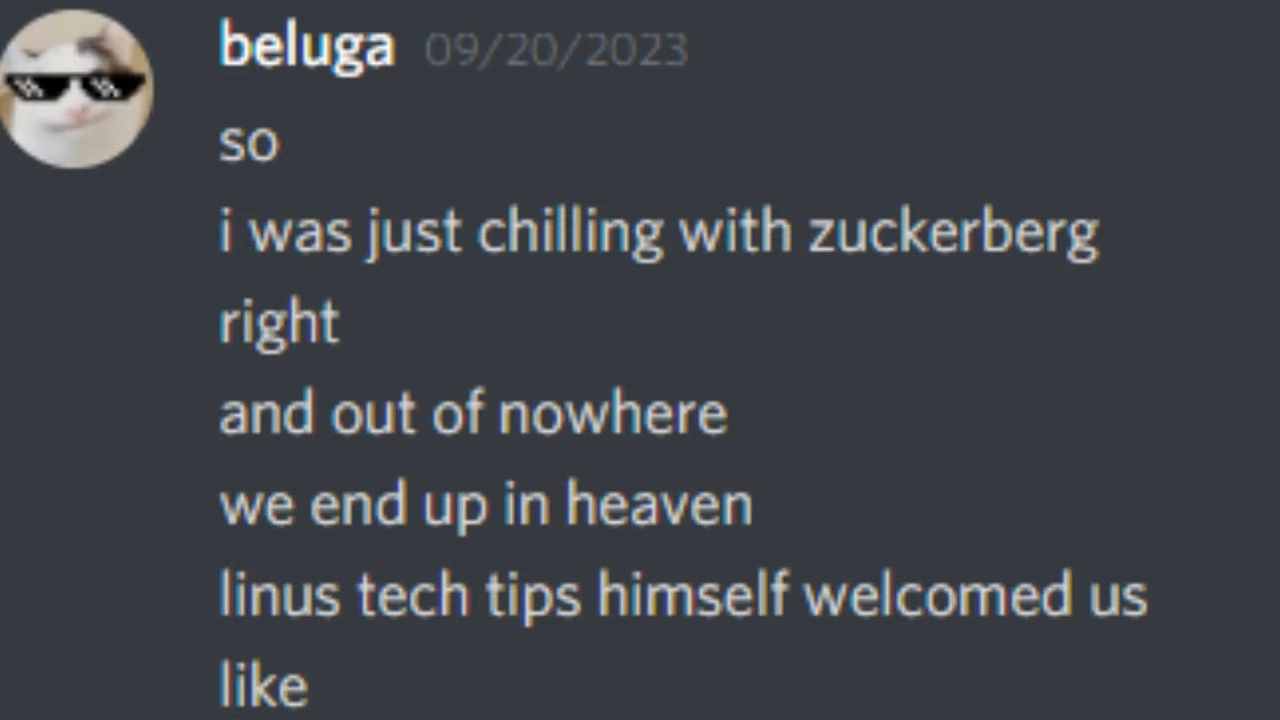 beluga 09/20/2023
so
i was just chilling with zuckerberg
right
and out of nowhere
we end up in heaven
linus tech tips himself welcomed us
like